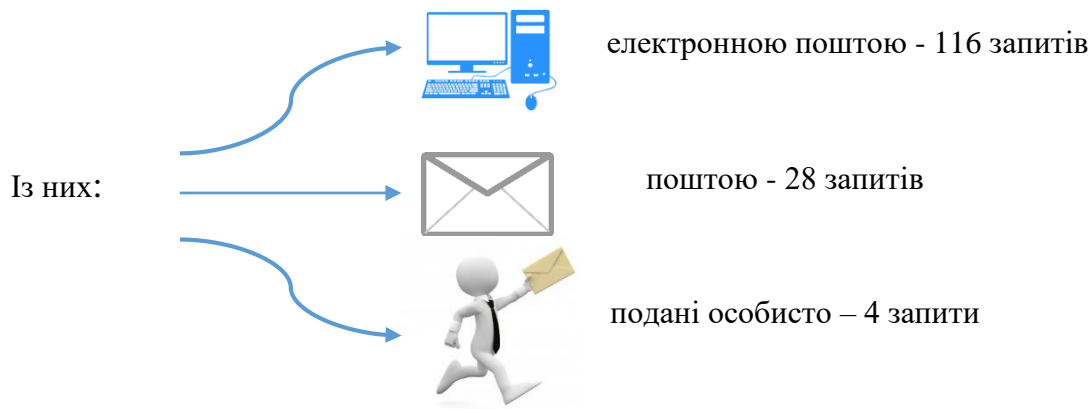 електронною поштою - 116 запитів
Із них:
поштою - 28 запитів
подані особисто – 4 запити